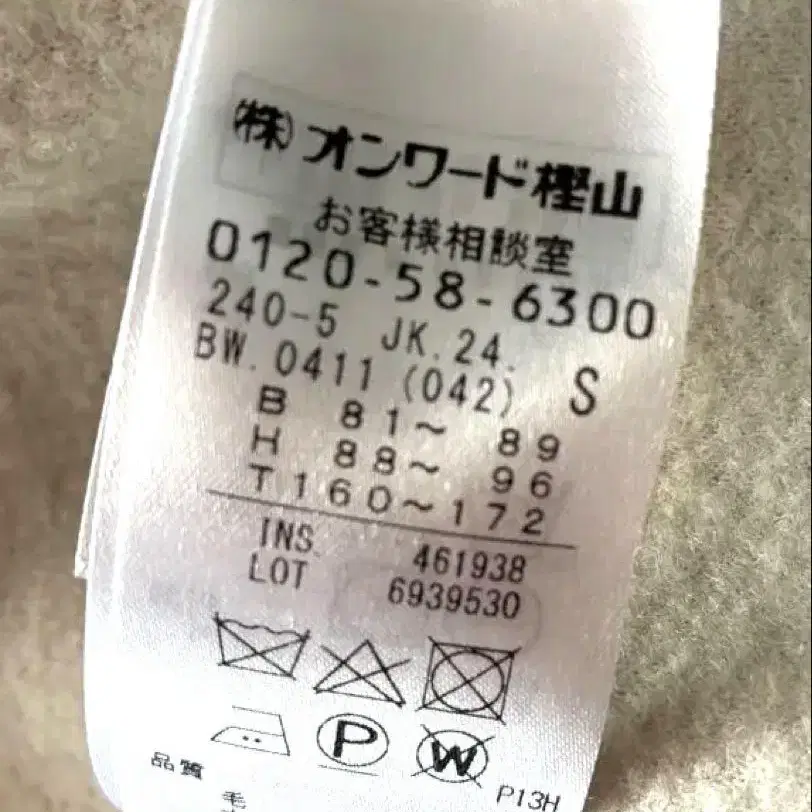 (株)オンワード樫山
お客様相談室
0120-58-6300
240-5 JK.24.
BW.0411 (042) S
B 81～ 89
H 88～ 96
T160～172
INS. 461938
LOT 6939530
P
W
P13H
品質 毛